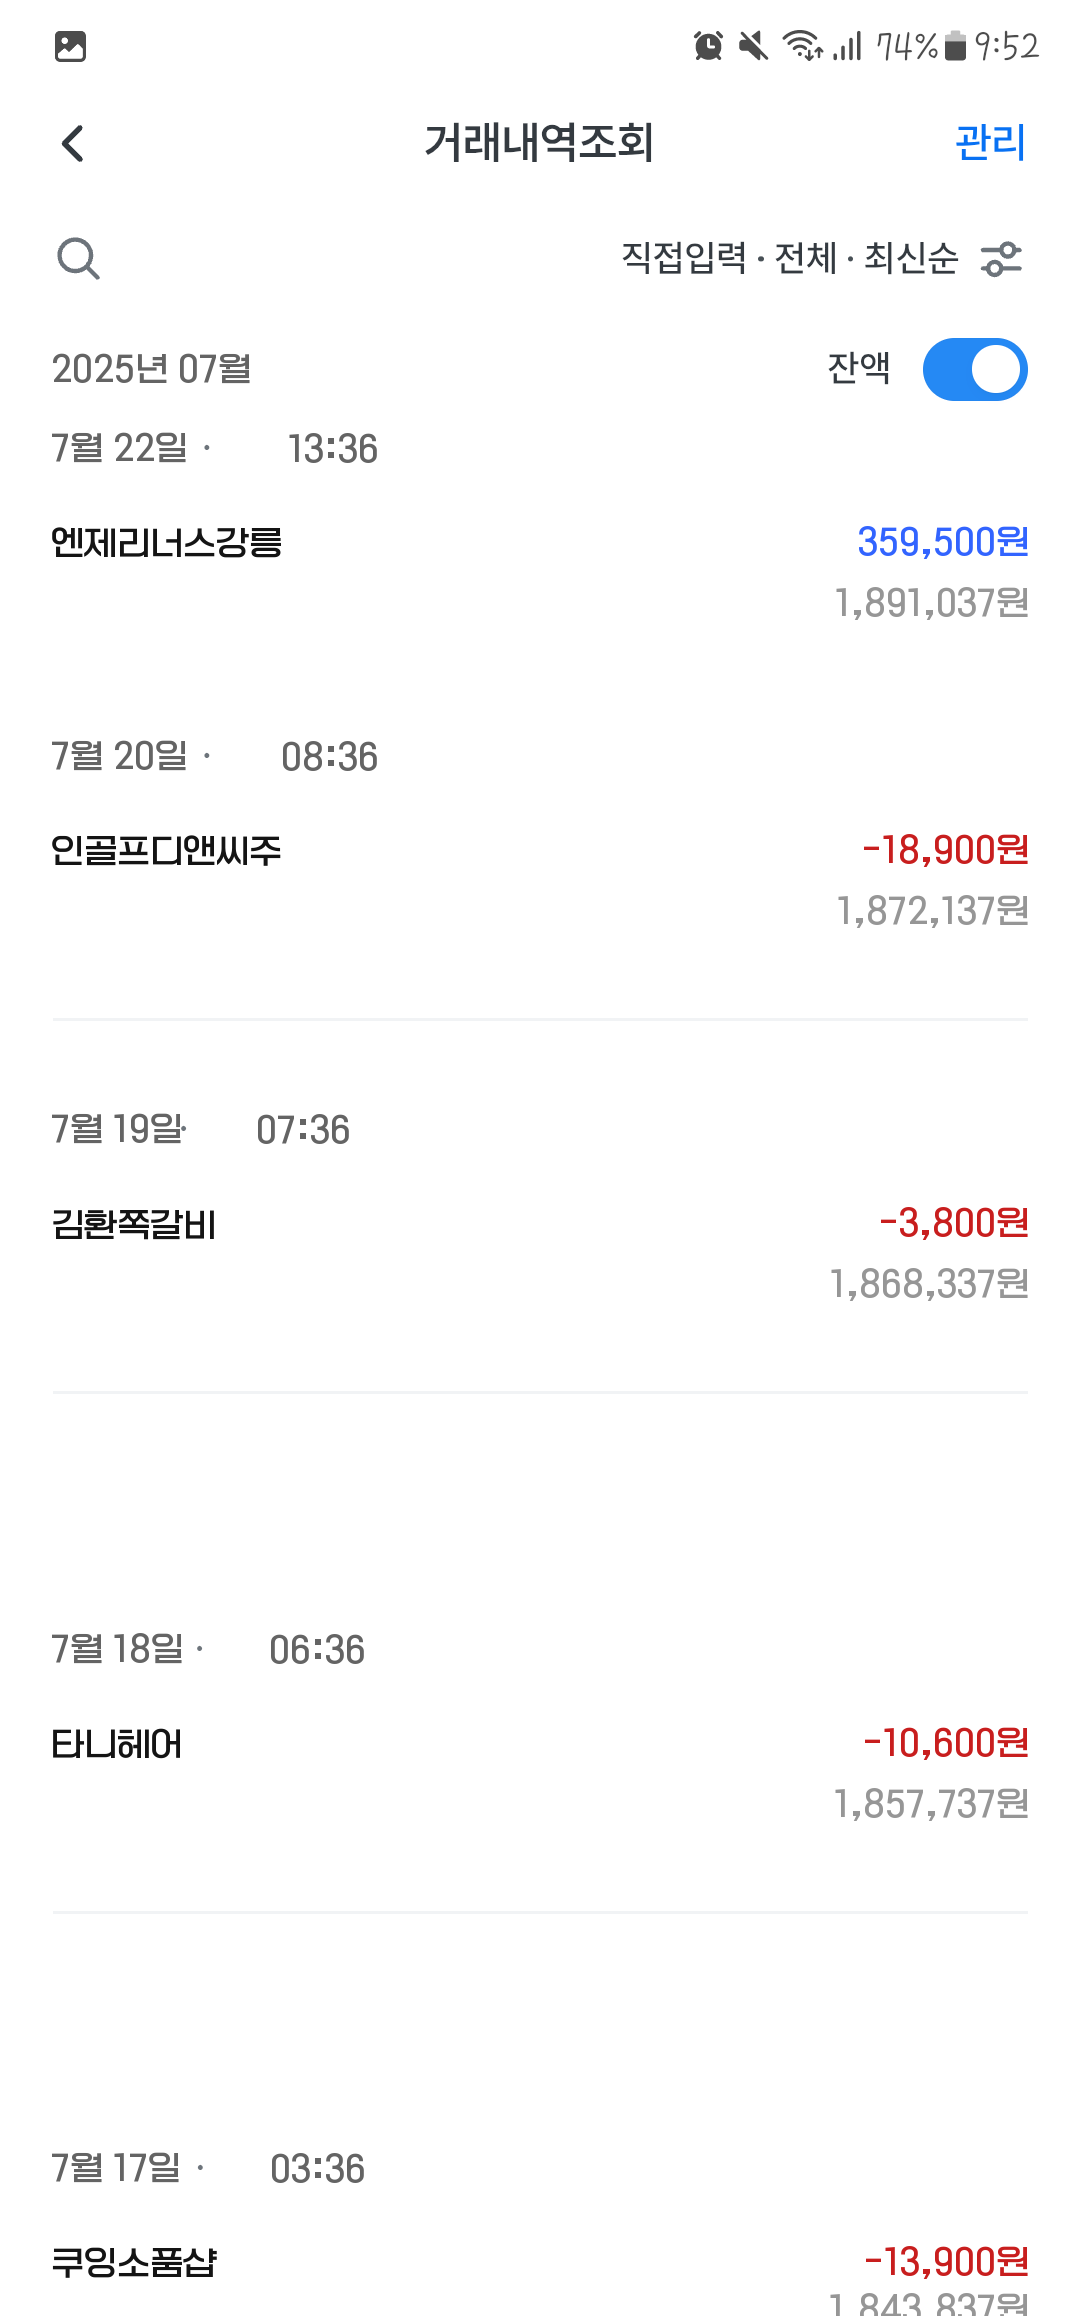 74% 9:52
거래내역조회 관리
직접입력 · 전체 · 최신순
2025년 07월 잔액
7월 22일 · 13:36
엔제리너스강릉 359,500원
1,891,037원
7월 20일 · 08:36
인골프디앤씨주 -18,900원
1,872,137원
7월 19일· 07:36
김환쪽갈비 -3,800원
1,868,337원
7월 18일 · 06:36
타니헤어 -10,600원
1,857,737원
7월 17일 · 03:36
쿠잉소품샵 -13,900원
1,843,837원